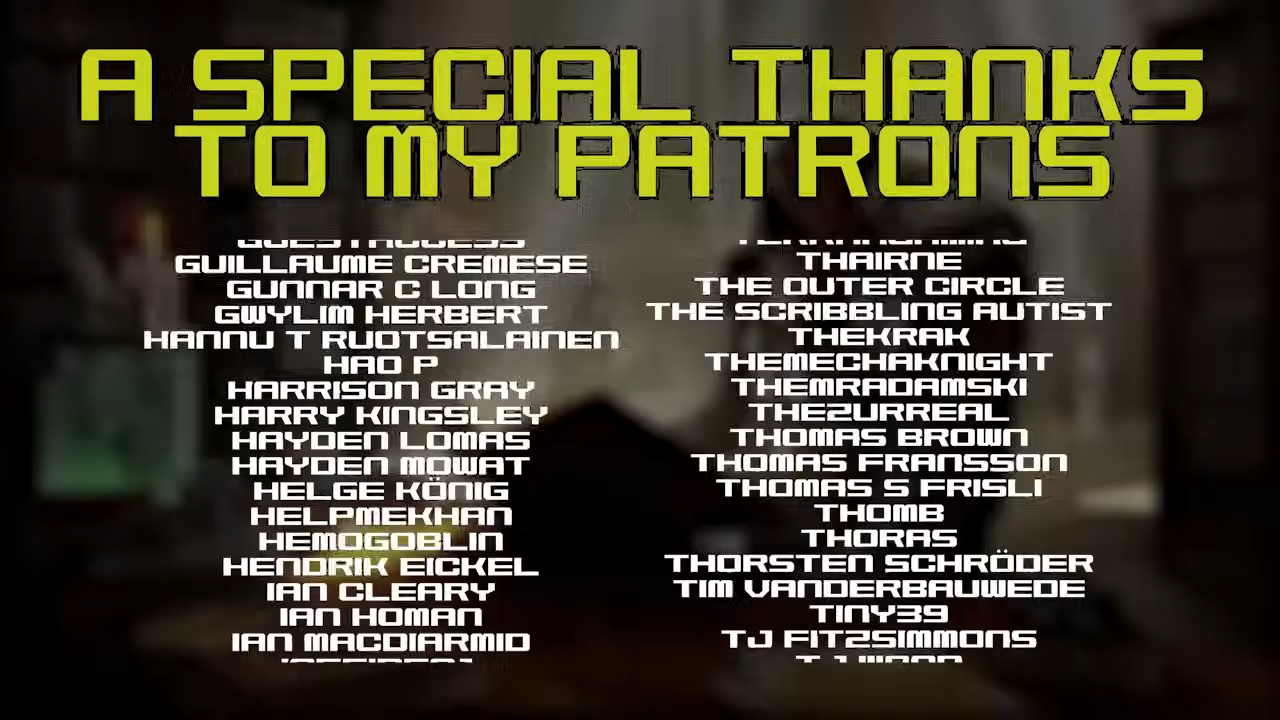 A SPECIAL THANKS
TO MY PATRONS
GUILLAUME CREMESE
GUNNAR C LONG
GWYLIM HERBERT
HANNU T RUOTSALAINEN
HAO P
HARRISON GRAY
HARRY KINGSLEY
HAYDEN LOMAS
HAYDEN MOWAT
HELGE KÖNIG
HELPMEKHAN
HEMOGOBLIN
HENDRIK EICKEL
IAN CLEARY
IAN HOMAN
IAN MACDIARMID
THAIRNE
THE OUTER CIRCLE
THE SCRIBBLING AUTIST
THEKRAK
THEMECHAKNIGHT
THEMRADAMSKI
THEZURREAL
THOMAS BROWN
THOMAS FRANSSON
THOMAS S FRISLI
THOMB
THORAS
THORSTEN SCHRÖDER
TIM VANDERBAUWEDE
TINY39
TJ FITZSIMMONS